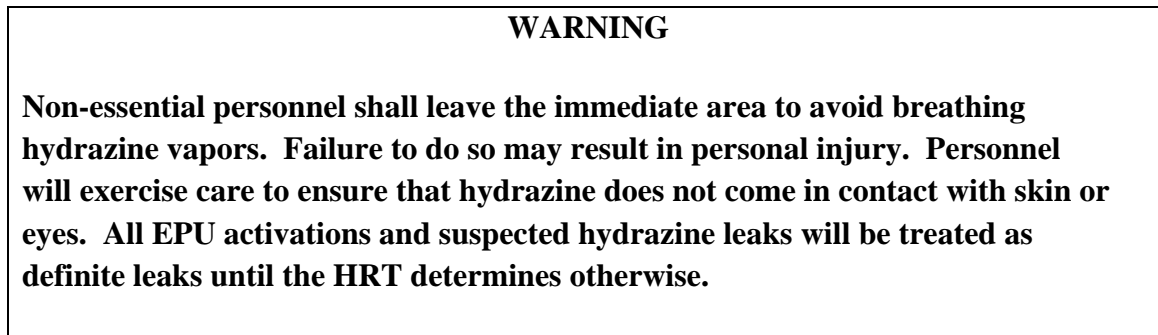 WARNING
Non-essential personnel shall leave the immediate area to avoid breathing
hydrazine vapors.  Failure to do so may result in personal injury.  Personnel
will exercise care to ensure that hydrazine does not come in contact with skin or
eyes.  All EPU activations and suspected hydrazine leaks will be treated as
definite leaks until the HRT determines otherwise.